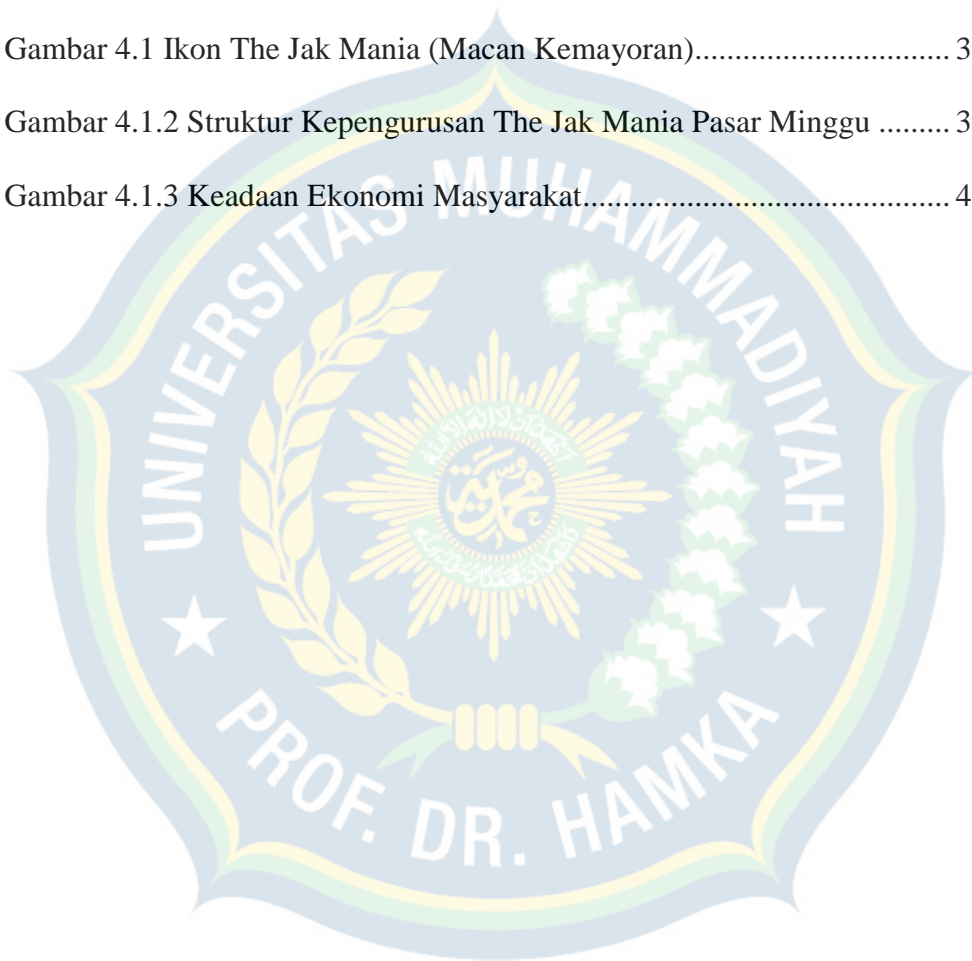 Gambar 4.1 Ikon The Jak Mania (Macan Kemayoran)................................ 3
Gambar 4.1.2 Struktur Kepengurusan The Jak Mania Pasar Minggu ......... 3
Gambar 4.1.3 Keadaan Ekonomi Masyarakat.............................................. 4
UNIVERSITAS MUHAMMADIYAH
PROF. DR. HAMKA